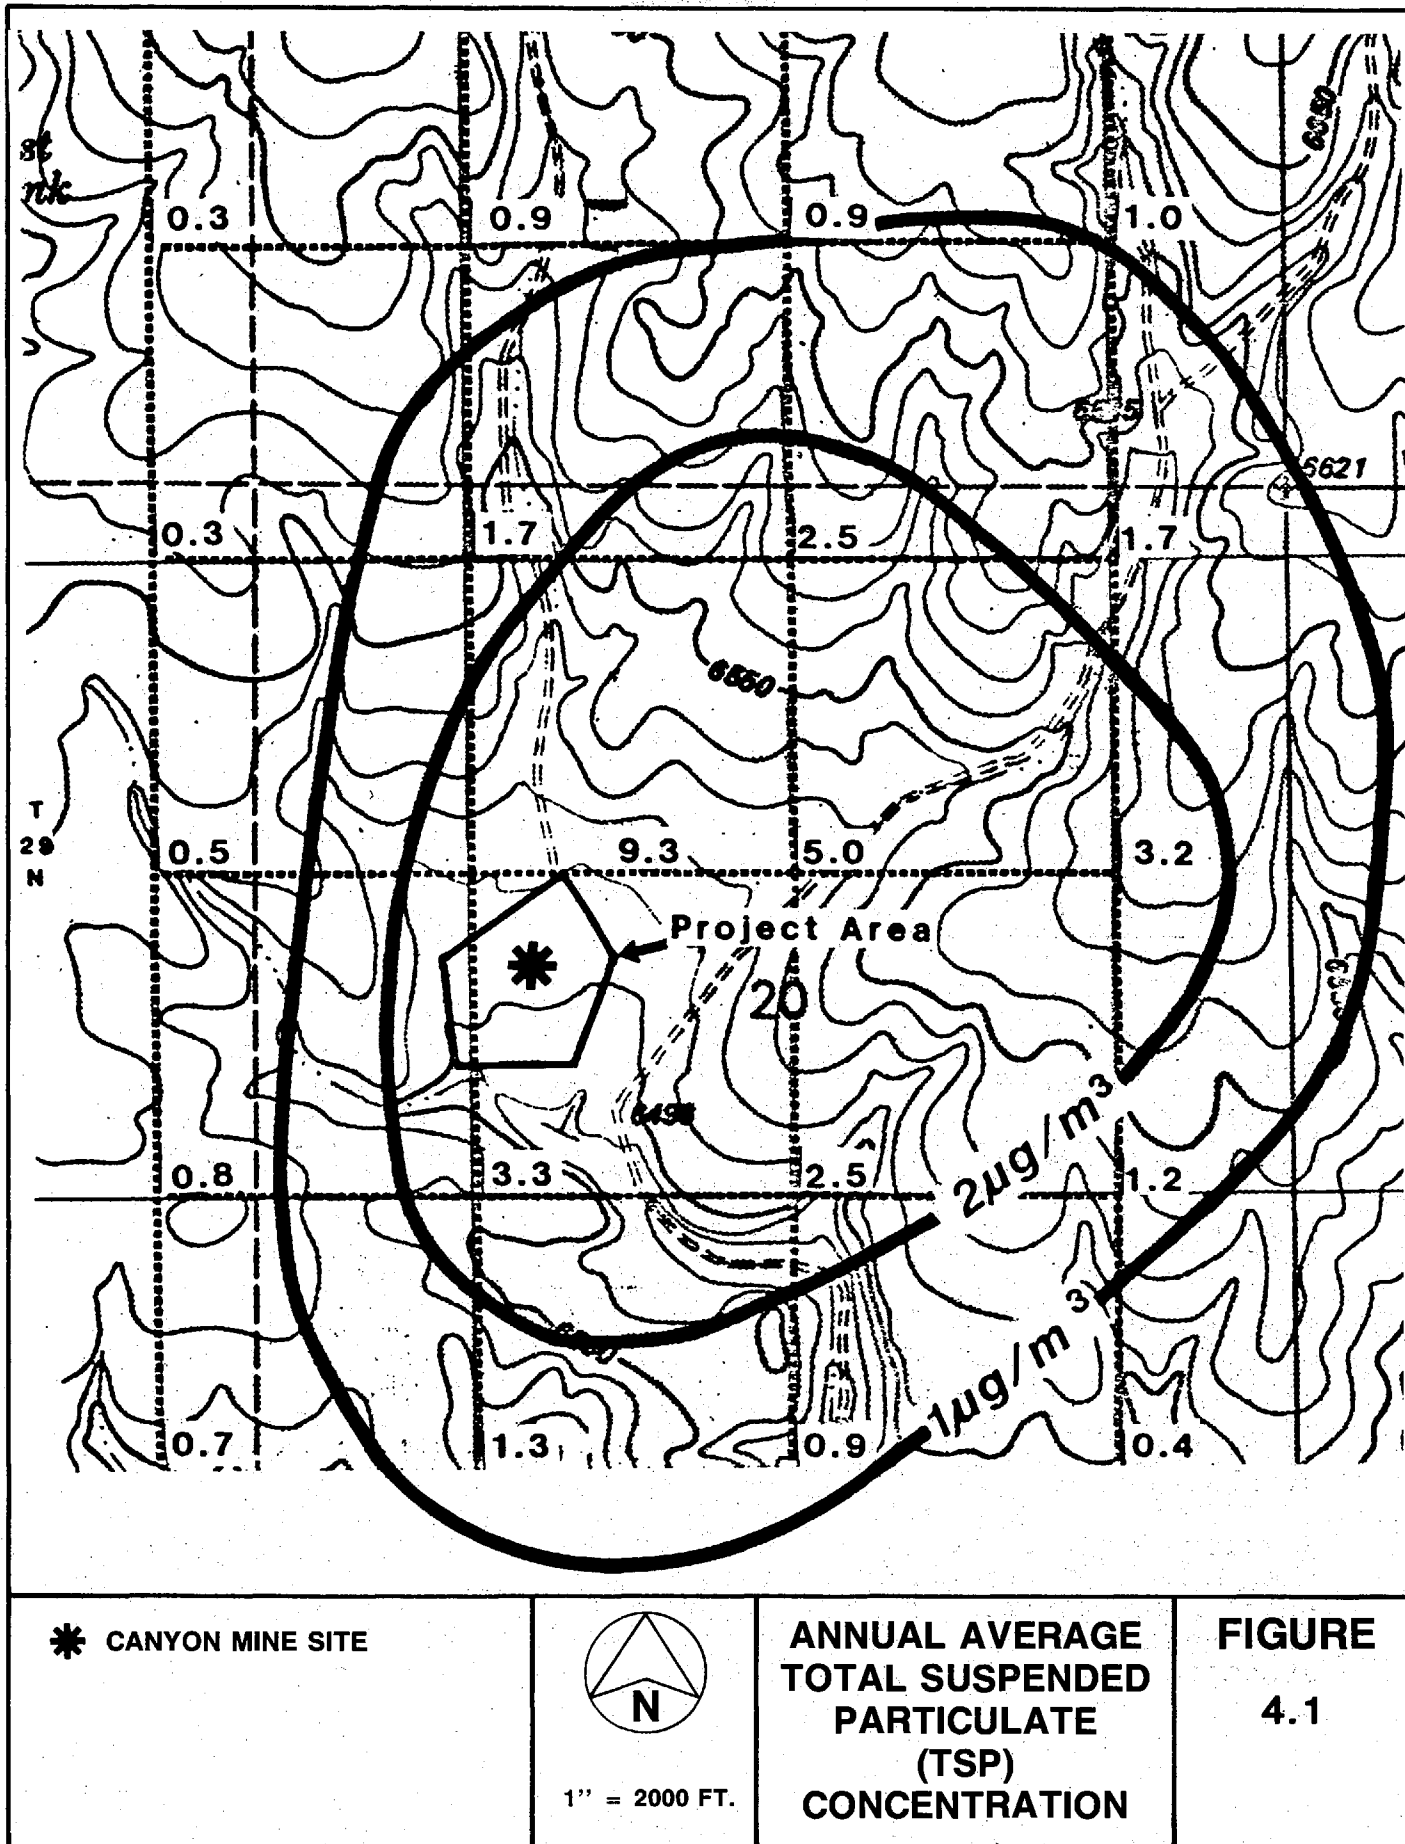 6350
st
nk
0.3
0.9
0.9
1.0
6621
0.3
1.7
2.5
1.7
6550
T
29
N
0.5
9.3
5.0
3.2
Project Area
20
2µg/m3
0.8
3.3
2.5
1.2
1µg/m3
0.7
1.3
0.9
0.4
CANYON MINE SITE
N
1" = 2000 FT.
ANNUAL AVERAGE
TOTAL SUSPENDED
PARTICULATE
(TSP)
CONCENTRATION
FIGURE
4.1